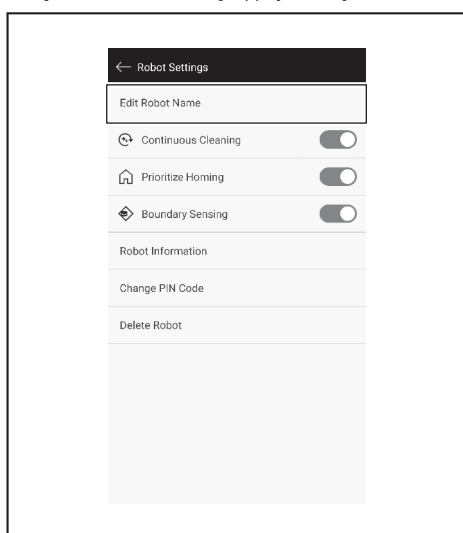 Robot Settings
Edit Robot Name
Continuous Cleaning
Prioritize Homing
Boundary Sensing
Robot Information
Change PIN Code
Delete Robot